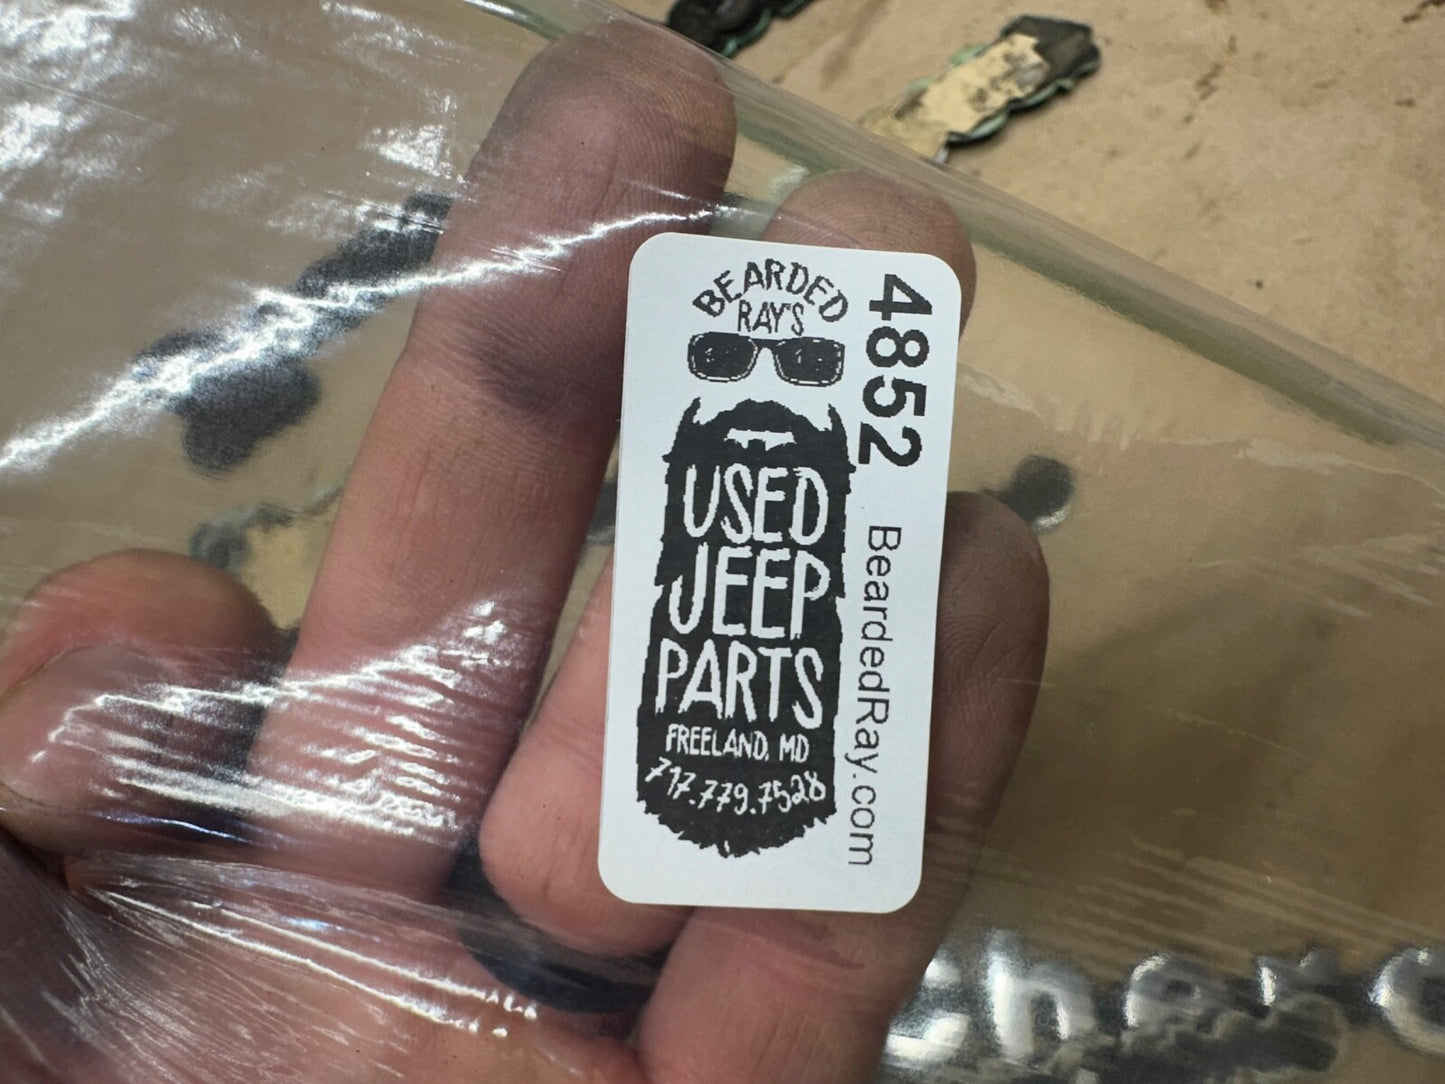 BEARDED
RAY'S
USED
JEEP
PARTS
FREELAND, MD
717.779.7528
4852
BeardedRay.com